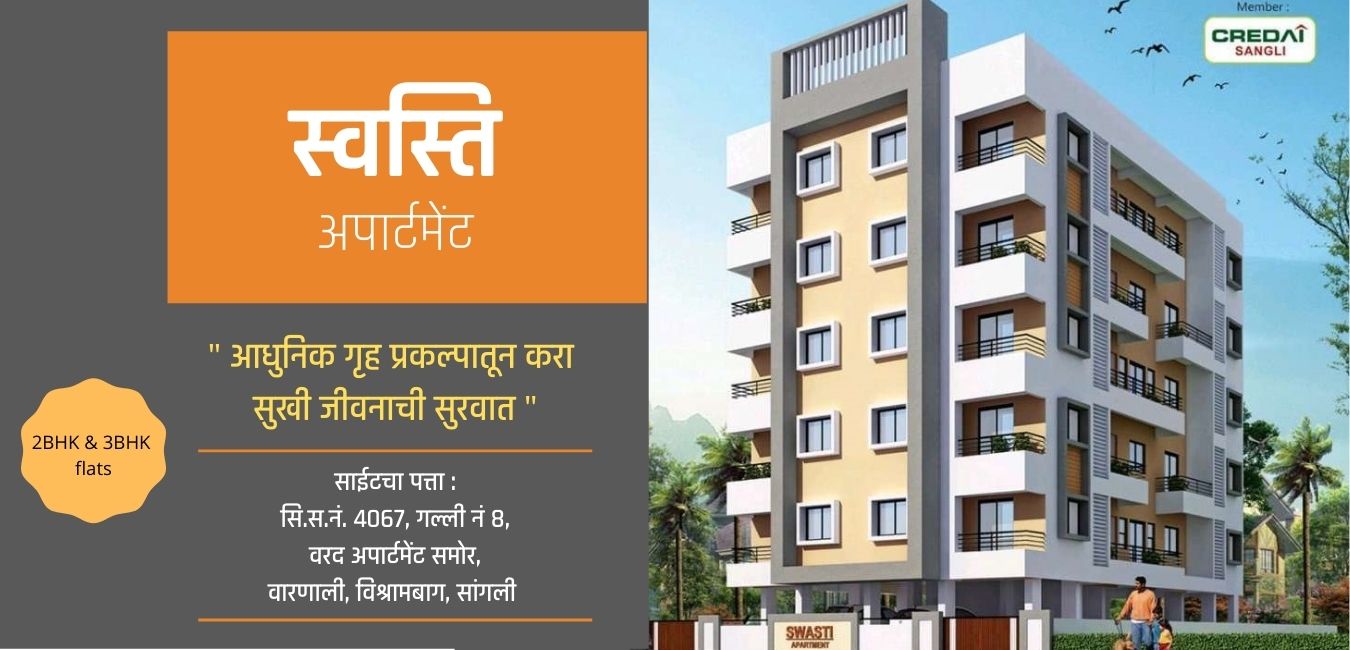 स्वस्ति
अपार्टमेंट
" आधुनिक गृह प्रकल्पातून करा
सुखी जीवनाची सुरवात "
2BHK & 3BHK
flats
साईटचा पत्ता :
सि.स.नं. 4067, गल्ली नं 8,
वरद अपार्टमेंट समोर,
वारणाली, विश्रामबाग, सांगली
Member :
CREDAI
SANGLI
SWASTI
APARTMENT